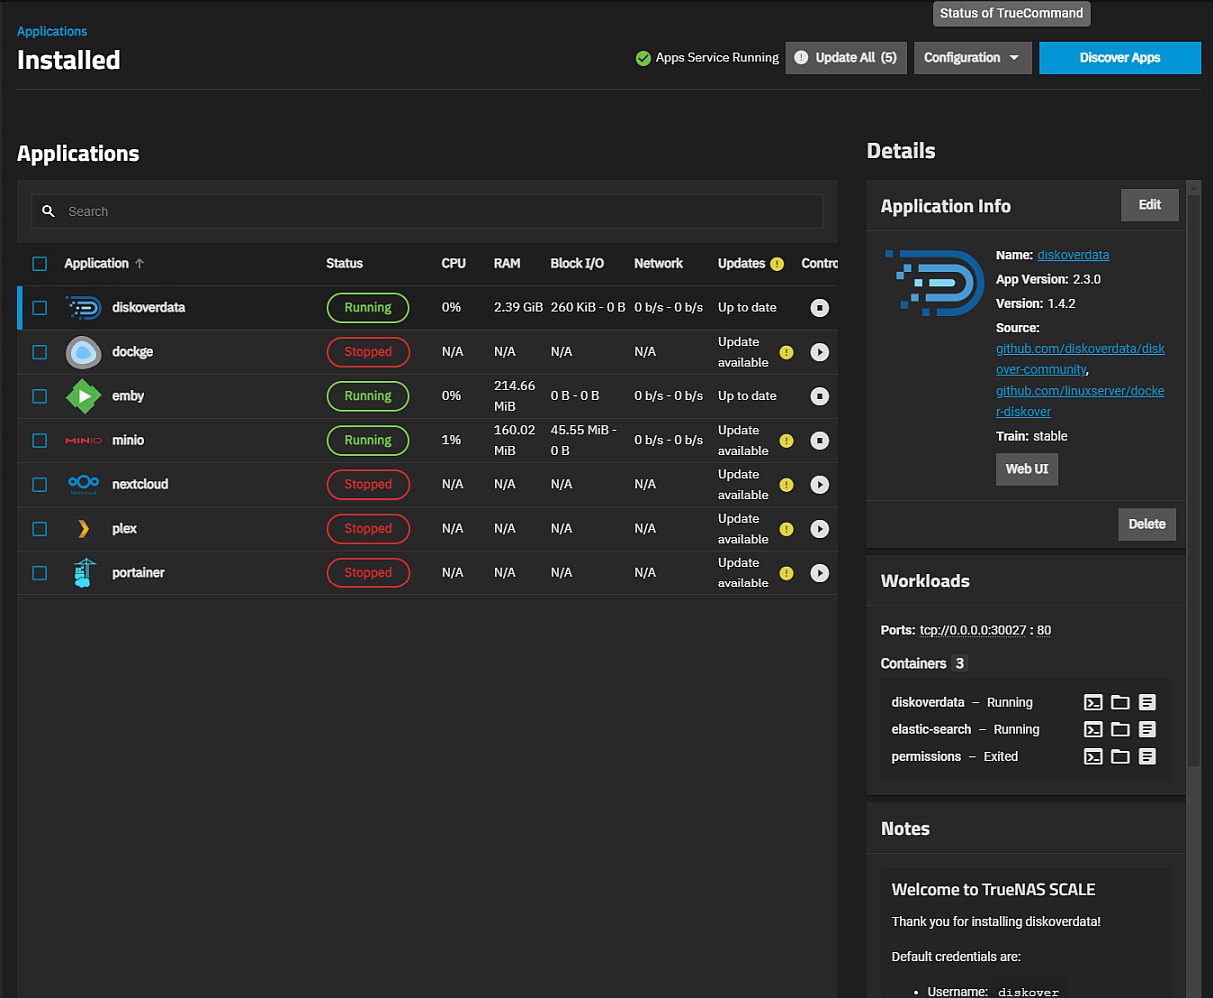 Status of TrueCommand
Applications
Installed
Apps Service Running
Update All (5)
Configuration
Discover Apps
Applications
Search
Application Status CPU RAM Block I/O Network Updates Contro
diskoverdata Running 0% 2.39 GiB 260 KiB - 0 B 0 b/s - 0 b/s Up to date
dockge Stopped N/A N/A N/A N/A Update available
emby Running 0% 214.66 MiB 0 B - 0 B 0 b/s - 0 b/s Up to date
MINIO minio Running 1% 160.02 MiB 45.55 MiB - 0 B 0 b/s - 0 b/s Update available
Nextcloud nextcloud Stopped N/A N/A N/A N/A Update available
plex Stopped N/A N/A N/A N/A Update available
portainer Stopped N/A N/A N/A N/A Update available
Details
Application Info
Edit
Name: diskoverdata
App Version: 2.3.0
Version: 1.4.2
Source:
github.com/diskoverdata/disk
over-community,
github.com/linuxserver/docke
r-diskover
Train: stable
Web UI
Delete
Workloads
Ports: tcp://0.0.0.0:30027 : 80
Containers 3
diskoverdata – Running
elastic-search – Running
permissions – Exited
Notes
Welcome to TrueNAS SCALE
Thank you for installing diskoverdata!
Default credentials are:
• Username: diskover